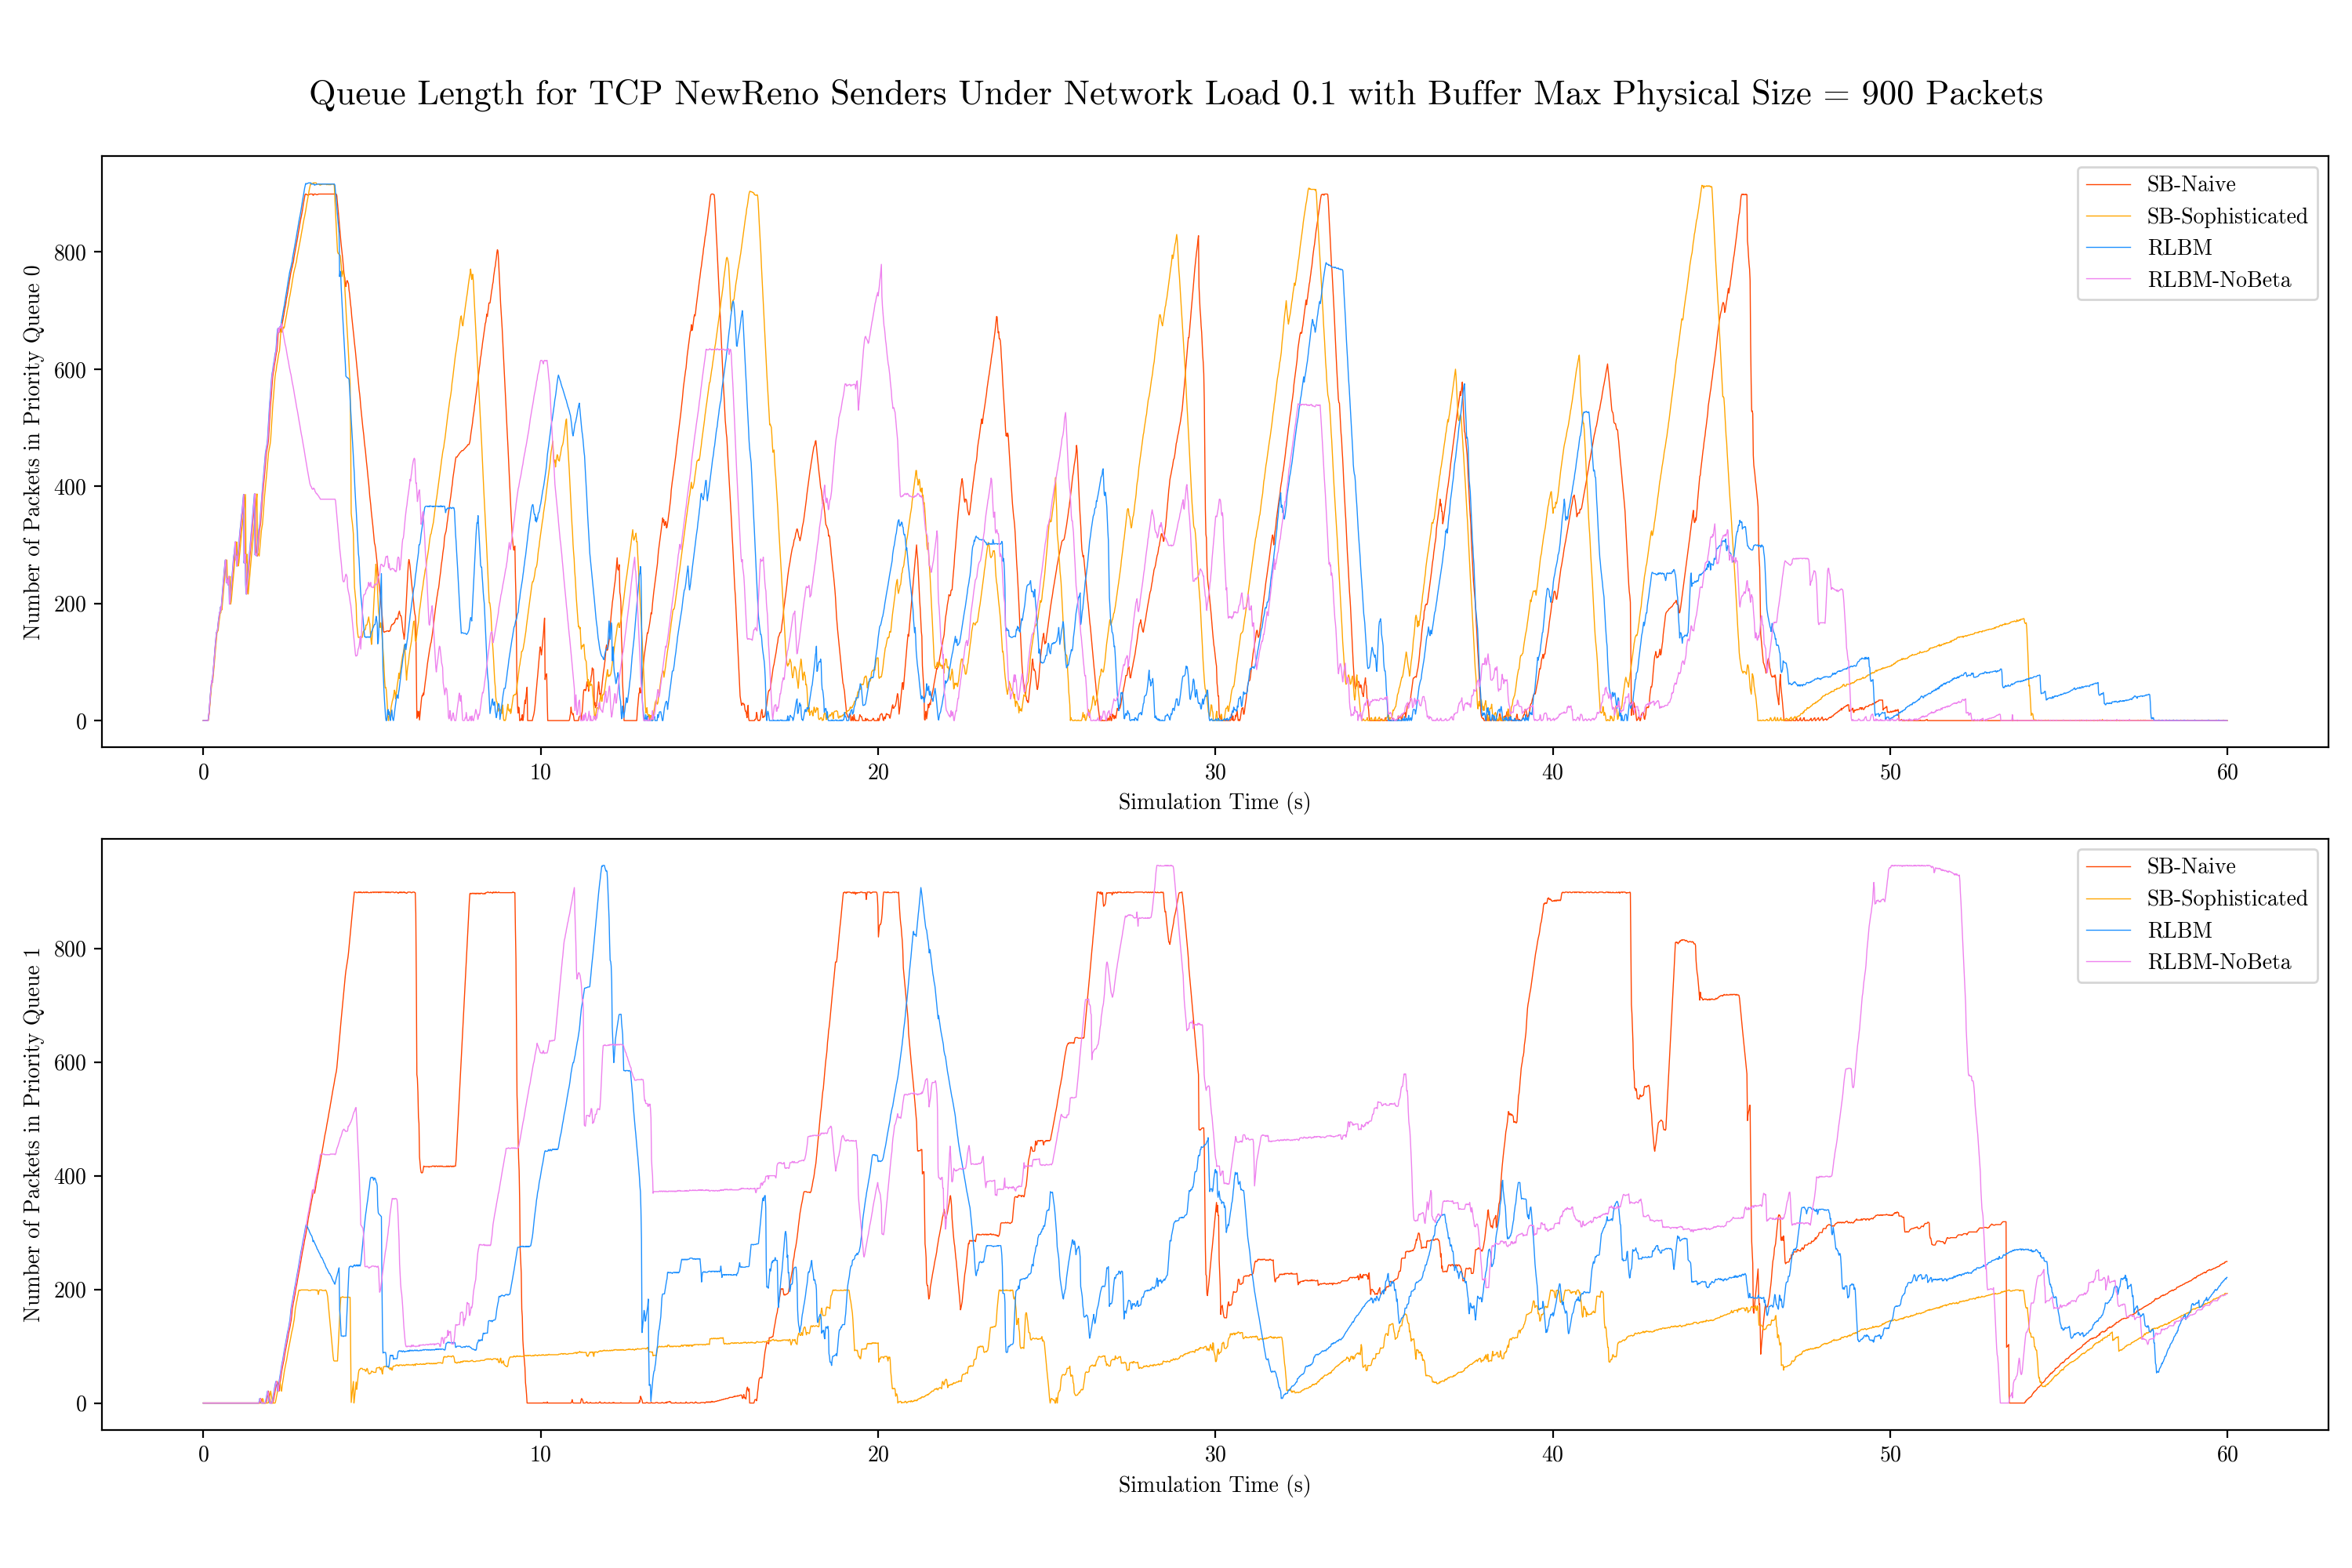 Queue Length for TCP NewReno Senders Under Network Load 0.1 with Buffer Max Physical Size = 900 Packets
Number of Packets in Priority Queue 0
800
600
400
200
0
SB-Naive
SB-Sophisticated
RLBM
RLBM-NoBeta
0 10 20 30 40 50 60
Simulation Time (s)
Number of Packets in Priority Queue 1
800
600
400
200
0
SB-Naive
SB-Sophisticated
RLBM
RLBM-NoBeta
0 10 20 30 40 50 60
Simulation Time (s)